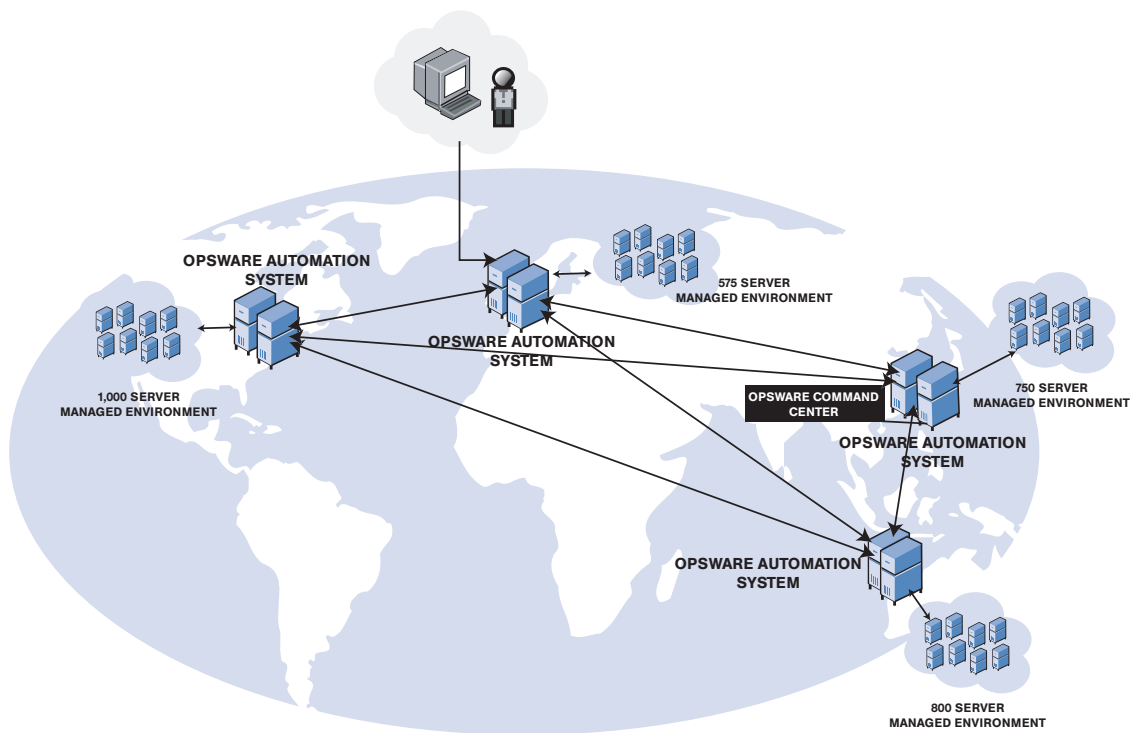 OPSWARE AUTOMATION
SYSTEM
575 SERVER
MANAGED ENVIRONMENT
OPSWARE AUTOMATION
SYSTEM
1,000 SERVER
MANAGED ENVIRONMENT
OPSWARE COMMAND
CENTER
750 SERVER
MANAGED ENVIRONMENT
OPSWARE AUTOMATION
SYSTEM
OPSWARE AUTOMATION
SYSTEM
800 SERVER
MANAGED ENVIRONMENT